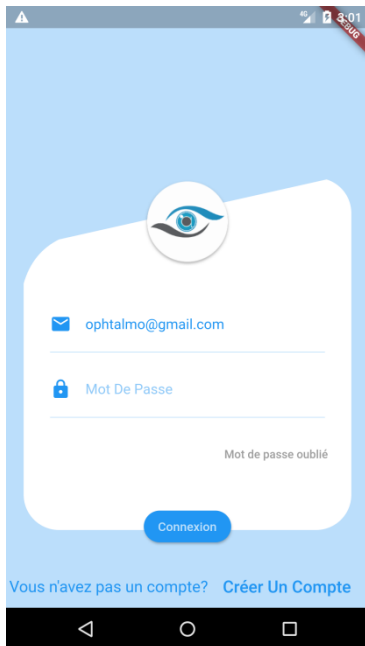 4G 3:01
DEBUG
ophtalmo@gmail.com
Mot De Passe
Mot de passe oublié
Connexion
Vous n'avez pas un compte? Créer Un Compte